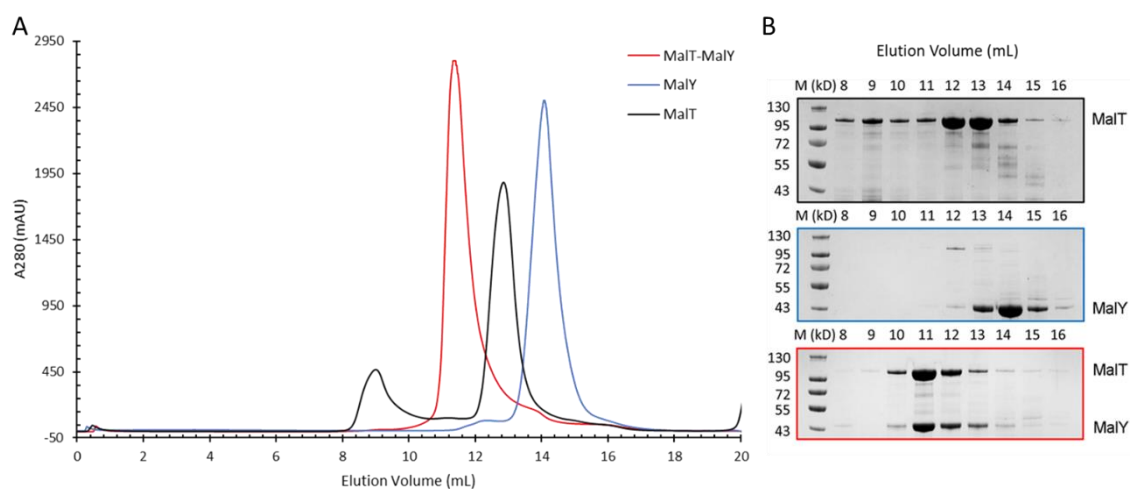 A
2950
2450
1950
1450
950
450
-50
A280 (mAU)
0 2 4 6 8 10 12 14 16 18 20
Elution Volume (mL)
MalT-MalY
MalY
MalT
B
Elution Volume (mL)
M (kD) 8 9 10 11 12 13 14 15 16
130
95
72
55
43
MalT
M (kD) 8 9 10 11 12 13 14 15 16
130
95
72
55
43
MalY
M (kD) 8 9 10 11 12 13 14 15 16
130
95
72
55
43
MalT
MalY